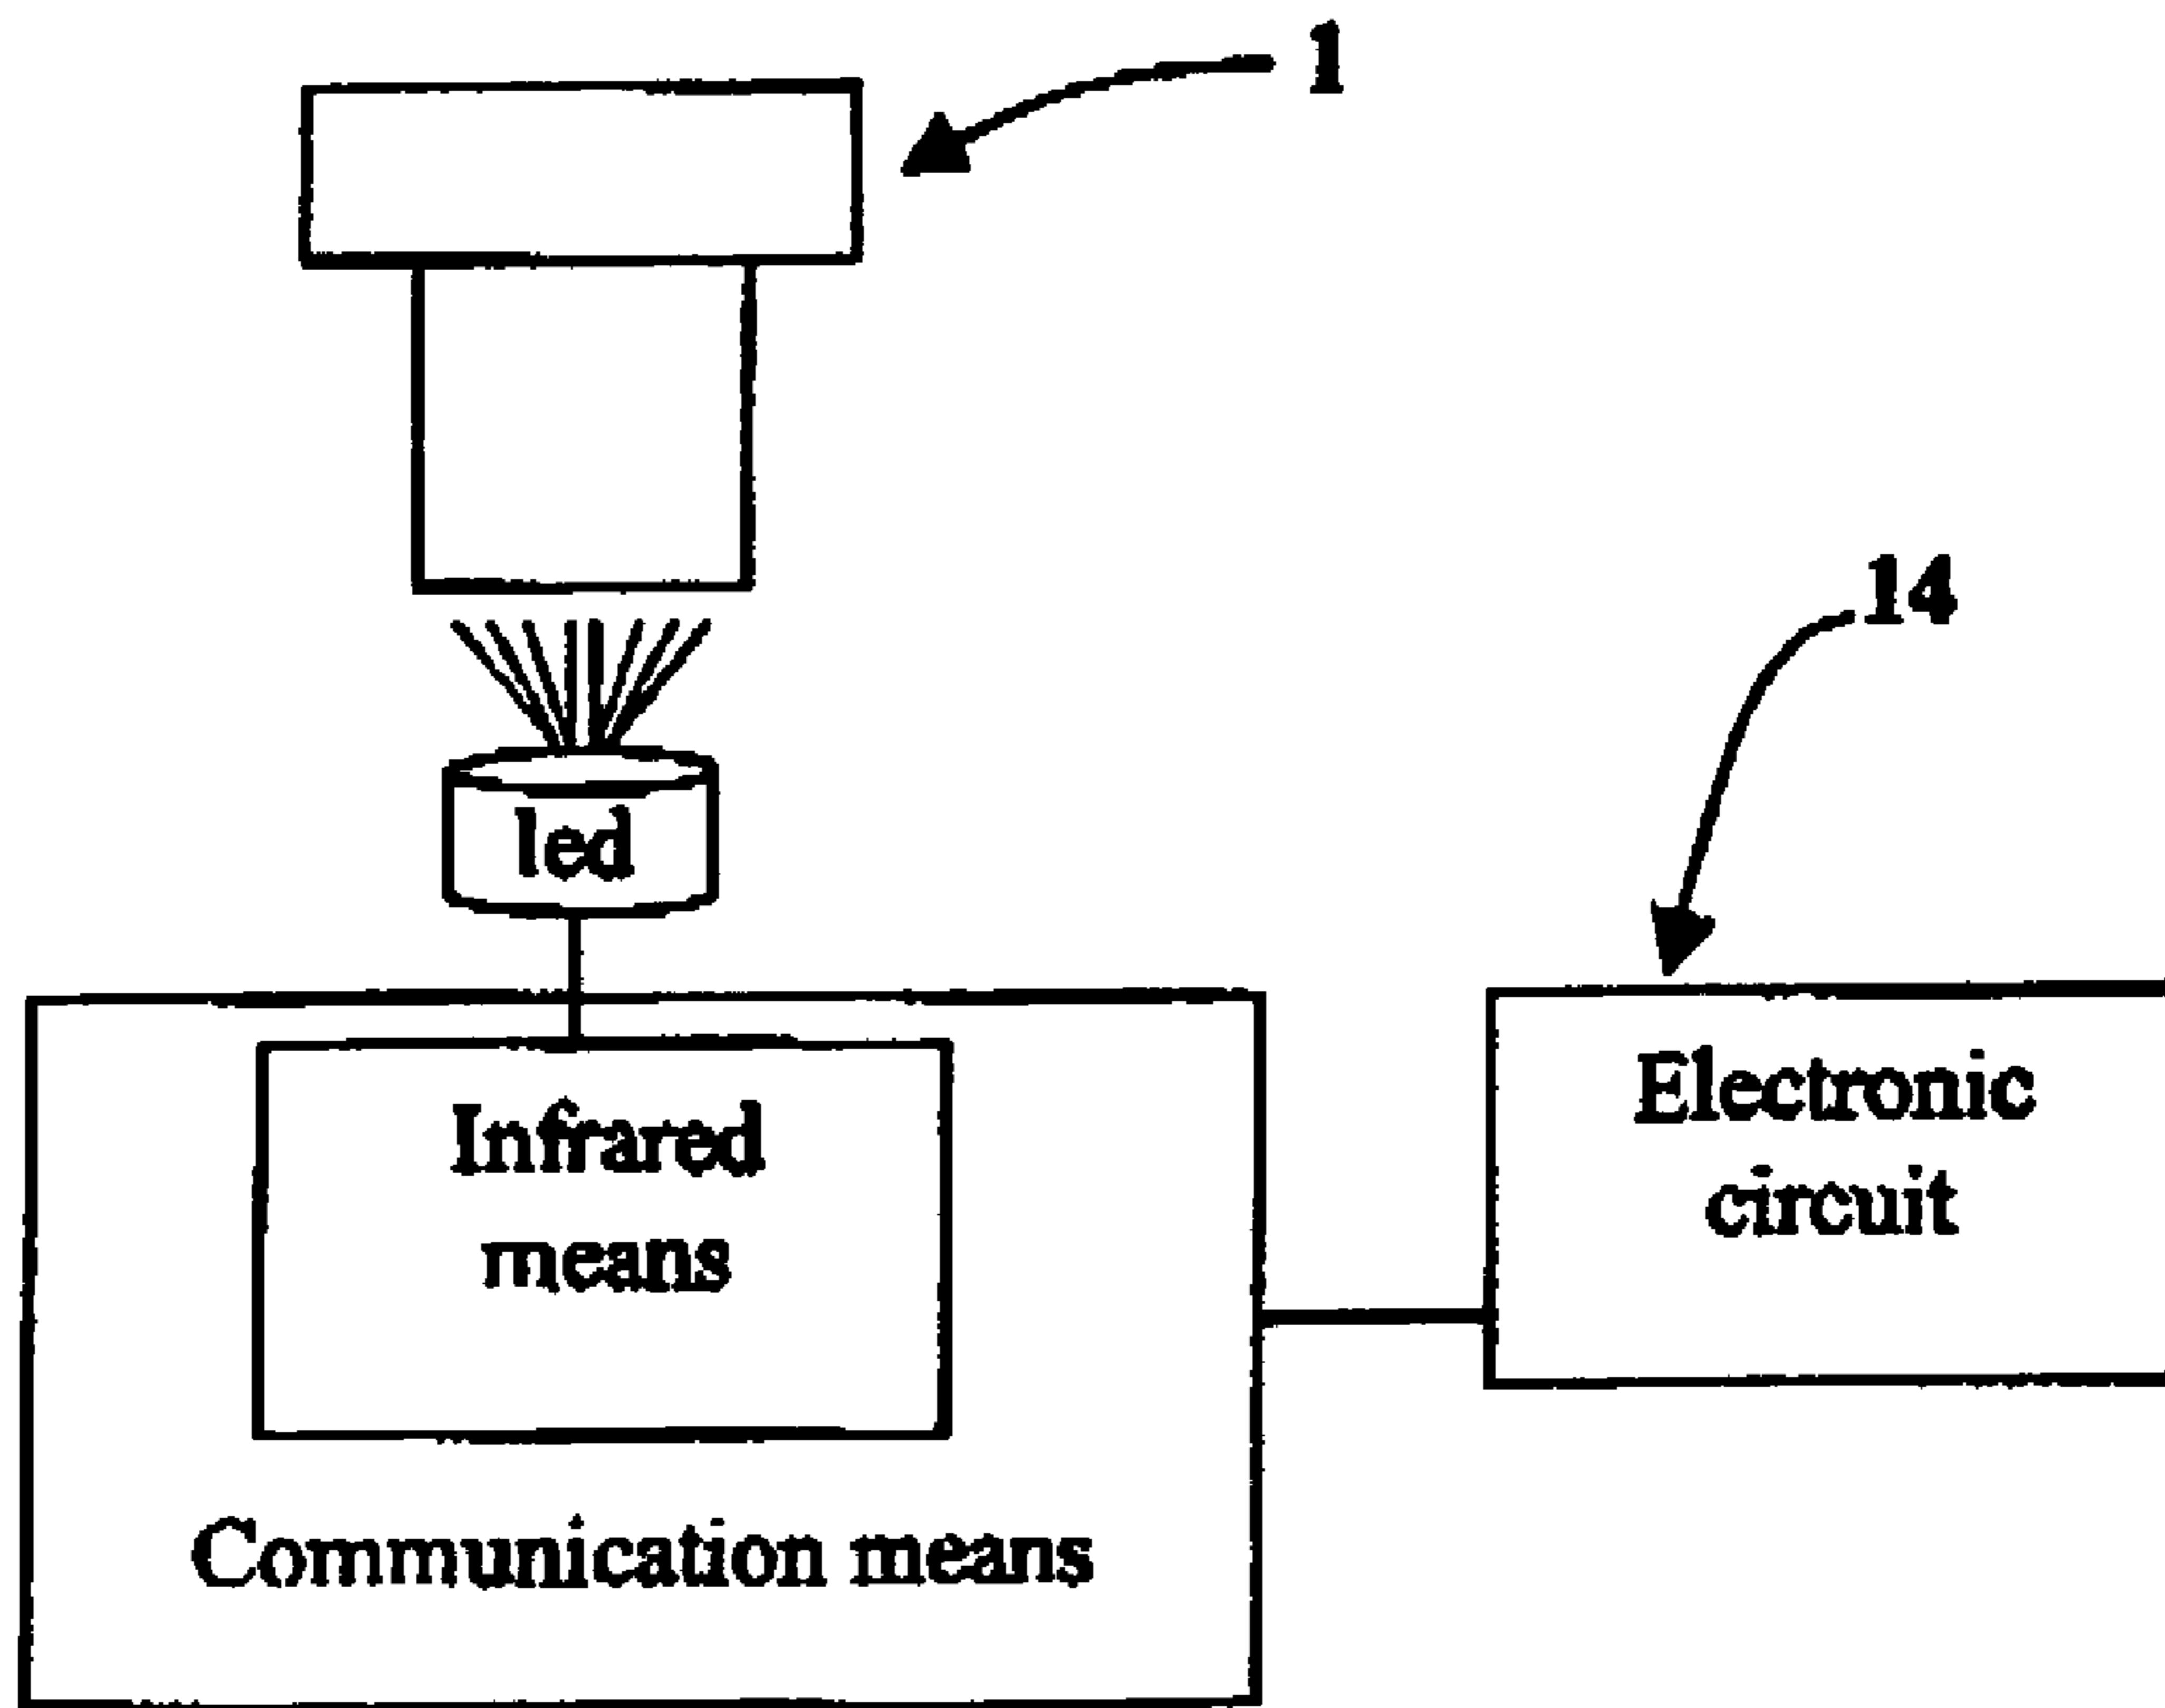 1
14
led
Infrared
means
Communication means
Electronic
circuit